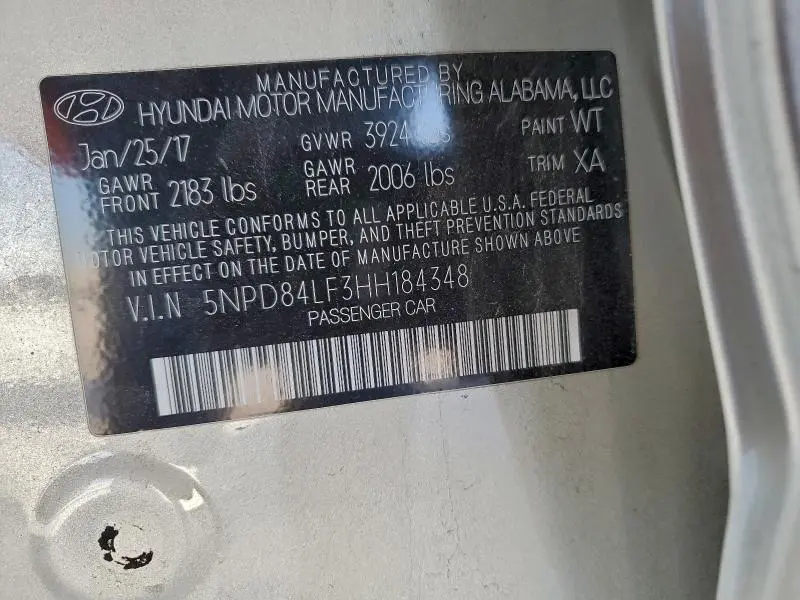 MANUFACTURED BY
HYUNDAI MOTOR MANUFACTURING ALABAMA, LLC
Jan/25/17 GVWR 3924 lbs PAINT WT
GAWR FRONT 2183 lbs GAWR REAR 2006 lbs TRIM XA
THIS VEHICLE CONFORMS TO ALL APPLICABLE U.S.A. FEDERAL
MOTOR VEHICLE SAFETY, BUMPER, AND THEFT PREVENTION STANDARDS
IN EFFECT ON THE DATE OF MANUFACTURE SHOWN ABOVE
V.I.N 5NPD84LF3HH184348
PASSENGER CAR